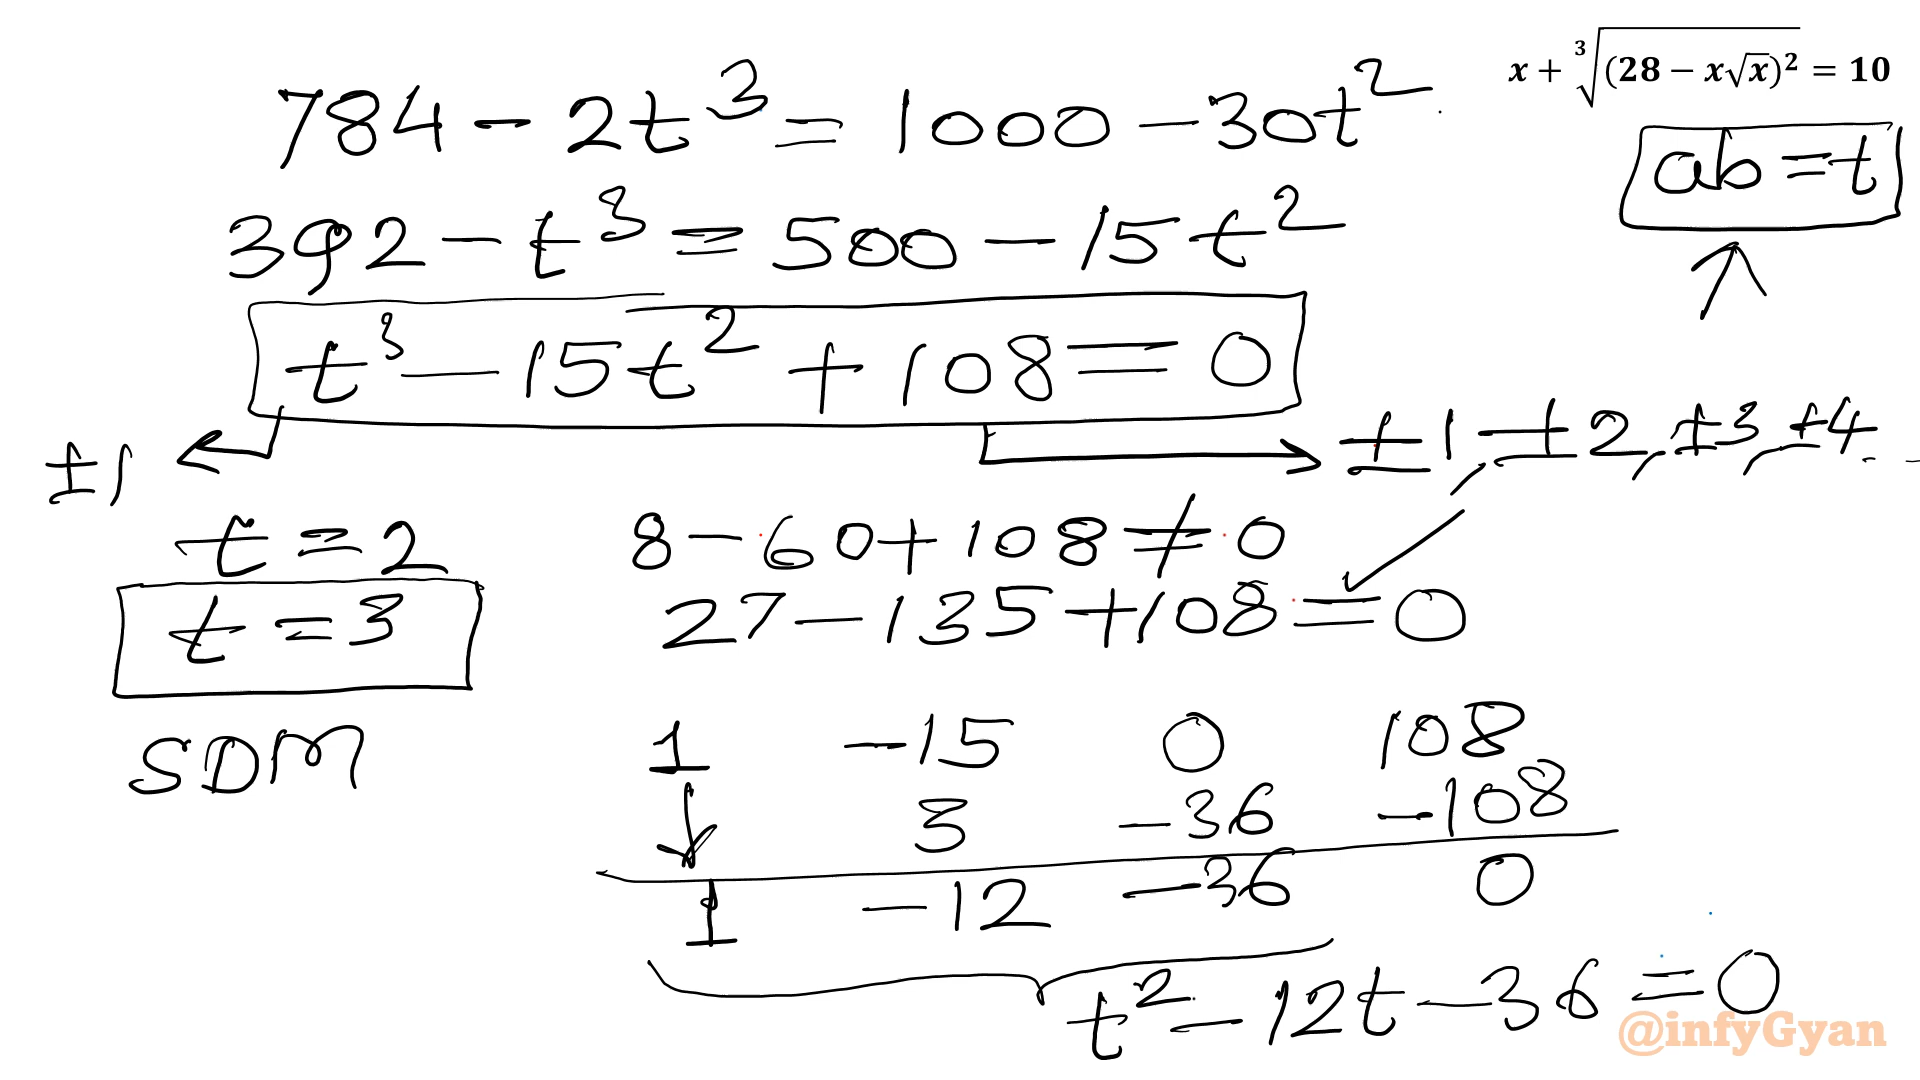 x + ∛(28 − x√x)² = 10
784 − 2t³ = 1000 − 30t²
ab = t
392 − t³ = 500 − 15t²
t³ − 15t² + 108 = 0
±1 ±1 ±2, ±3, ±4. - -
t = 2 8 − 60 + 108 ≠ 0
t = 3 27 − 135 + 108 = 0
SDM 1 −15 0 108
↓ 3 −36 −108
1 −12 −36 0
t² − 12t − 36 = 0
@infyGyan